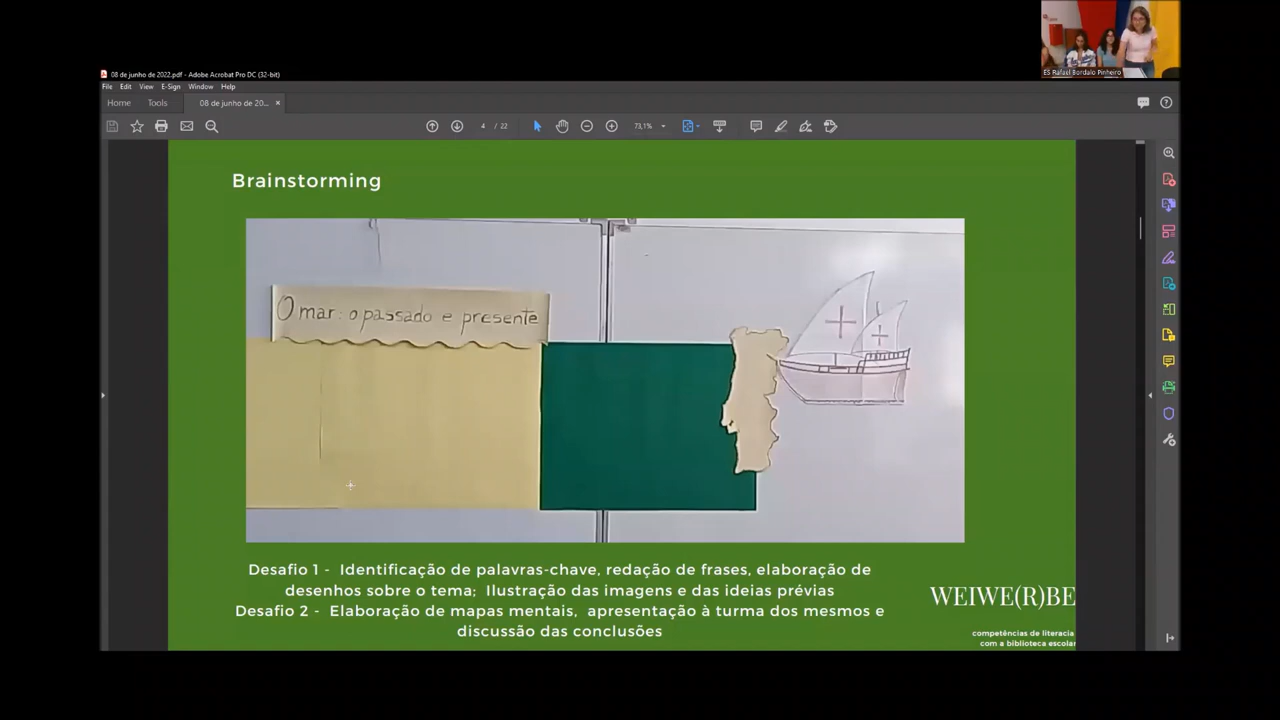 ES Rafael Bordalo Pinheiro
08 de junho de 2022.pdf - Adobe Acrobat Pro DC (32-bit)
File Edit View E-Sign Window Help
Home Tools 08 de junho de 20... ×
4 / 22 73,1%
Brainstorming
O mar: o passado e presente
Desafio 1 - Identificação de palavras-chave, redação de frases, elaboração de
desenhos sobre o tema; Ilustração das imagens e das ideias prévias
Desafio 2 - Elaboração de mapas mentais, apresentação à turma dos mesmos e
discussão das conclusões
WEIWE(R)BE
competências de literacia
com a biblioteca escolar